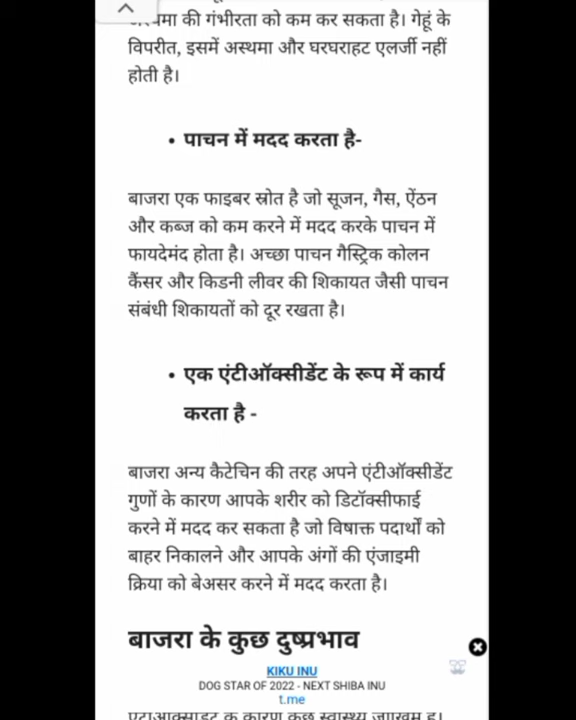 की गंभीरता को कम कर सकता है। गेहूं के
विपरीत, इसमें अस्थमा और घरघराहट एलर्जी नहीं
होती है।
• पाचन में मदद करता है-
बाजरा एक फाइबर स्रोत है जो सूजन, गैस, ऐंठन
और कब्ज को कम करने में मदद करके पाचन में
फायदेमंद होता है। अच्छा पाचन गैस्ट्रिक कोलन
कैंसर और किडनी लीवर की शिकायत जैसी पाचन
संबंधी शिकायतों को दूर रखता है।
• एक एंटीऑक्सीडेंट के रूप में कार्य
करता है -
बाजरा अन्य कैटेचिन की तरह अपने एंटीऑक्सीडेंट
गुणों के कारण आपके शरीर को डिटॉक्सीफाई
करने में मदद कर सकता है जो विषाक्त पदार्थों को
बाहर निकालने और आपके अंगों की एंजाइमी
क्रिया को बेअसर करने में मदद करता है।
बाजरा के कुछ दुष्प्रभाव
KIKU INU
DOG STAR OF 2022 - NEXT SHIBA INU
t.me
के कारण कुछ स्वास्थ्य जोखिम हैं।